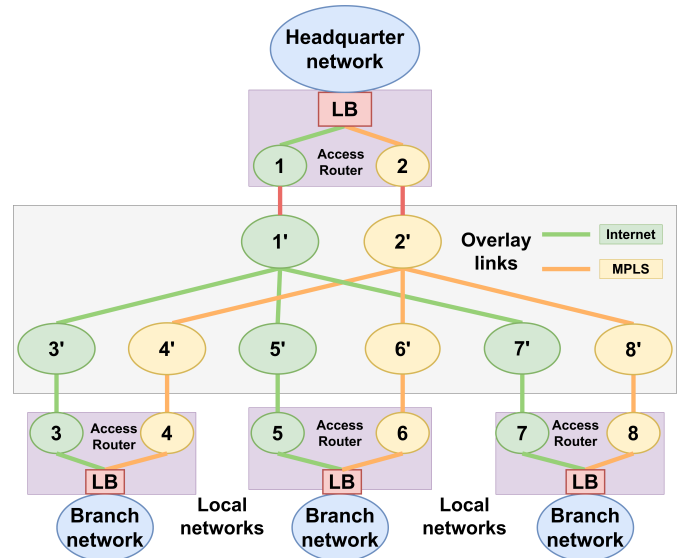 Headquarter
network
LB
1
Access
Router
2
1'
2'
Overlay
links
Internet
MPLS
3'
4'
5'
6'
7'
8'
3
Access
Router
4
5
Access
Router
6
7
Access
Router
8
LB
LB
LB
Branch
network
Local
networks
Branch
network
Local
networks
Branch
network